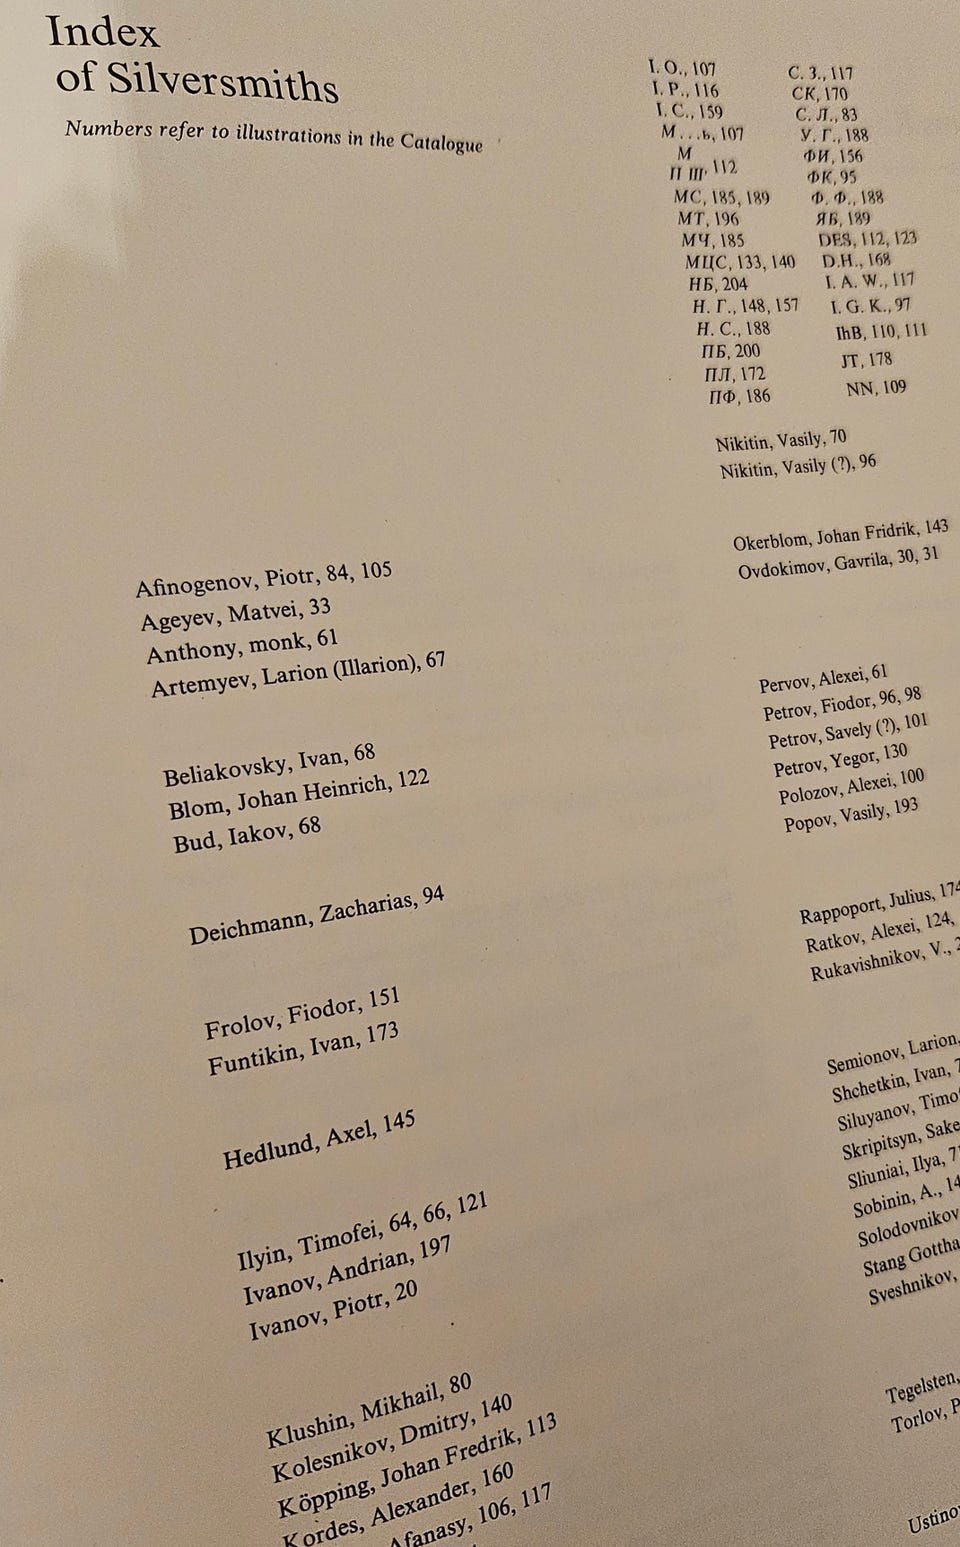 Index
of Silversmiths
Numbers refer to illustrations in the Catalogue
Afinogenov, Piotr, 84, 105
Ageyev, Matvei, 33
Anthony, monk, 61
Artemyev, Larion (Illarion), 67
Beliakovsky, Ivan, 68
Blom, Johan Heinrich, 122
Bud, Iakov, 68
Deichmann, Zacharias, 94
Frolov, Fiodor, 151
Funtikin, Ivan, 173
Hedlund, Axel, 145
Ilyin, Timofei, 64, 66, 121
Ivanov, Andrian, 197
Ivanov, Piotr, 20
Klushin, Mikhail, 80
Kolesnikov, Dmitry, 140
Köpping, Johan Fredrik, 113
Kordes, Alexander, 160
Afanasy, 106, 117
I. O., 107
I. P., 116
I. C., 159
М...ь, 107
М
П Ш, 112
МС, 185, 189
МТ, 196
МЧ, 185
МЦС, 133, 140
НБ, 204
Н. Г., 148, 157
Н. С., 188
ПБ, 200
ПЛ, 172
ПФ, 186
С. З., 117
СК, 170
С. Л., 83
У. Г., 188
ФИ, 156
ФК, 95
Ф. Ф., 188
ЯБ, 189
DES, 112, 123
D.H., 168
I. A. W., 117
I. G. K., 97
IhB, 110, 111
JT, 178
NN, 109
Nikitin, Vasily, 70
Nikitin, Vasily (?), 96
Okerblom, Johan Fridrik, 143
Ovdokimov, Gavrila, 30, 31
Pervov, Alexei, 61
Petrov, Fiodor, 96, 98
Petrov, Savely (?), 101
Petrov, Yegor, 130
Polozov, Alexei, 100
Popov, Vasily, 193
Rappoport, Julius, 174
Ratkov, Alexei, 124,
Rukavishnikov, V., 2
Semionov, Larion,
Shchetkin, Ivan, 7
Siluyanov, Timo
Skripitsyn, Sake
Sliuniai, Ilya, 7
Sobinin, A., 14
Solodovnikov
Stang Gottha
Sveshnikov,
Tegelsten,
Torlov, P
Ustino